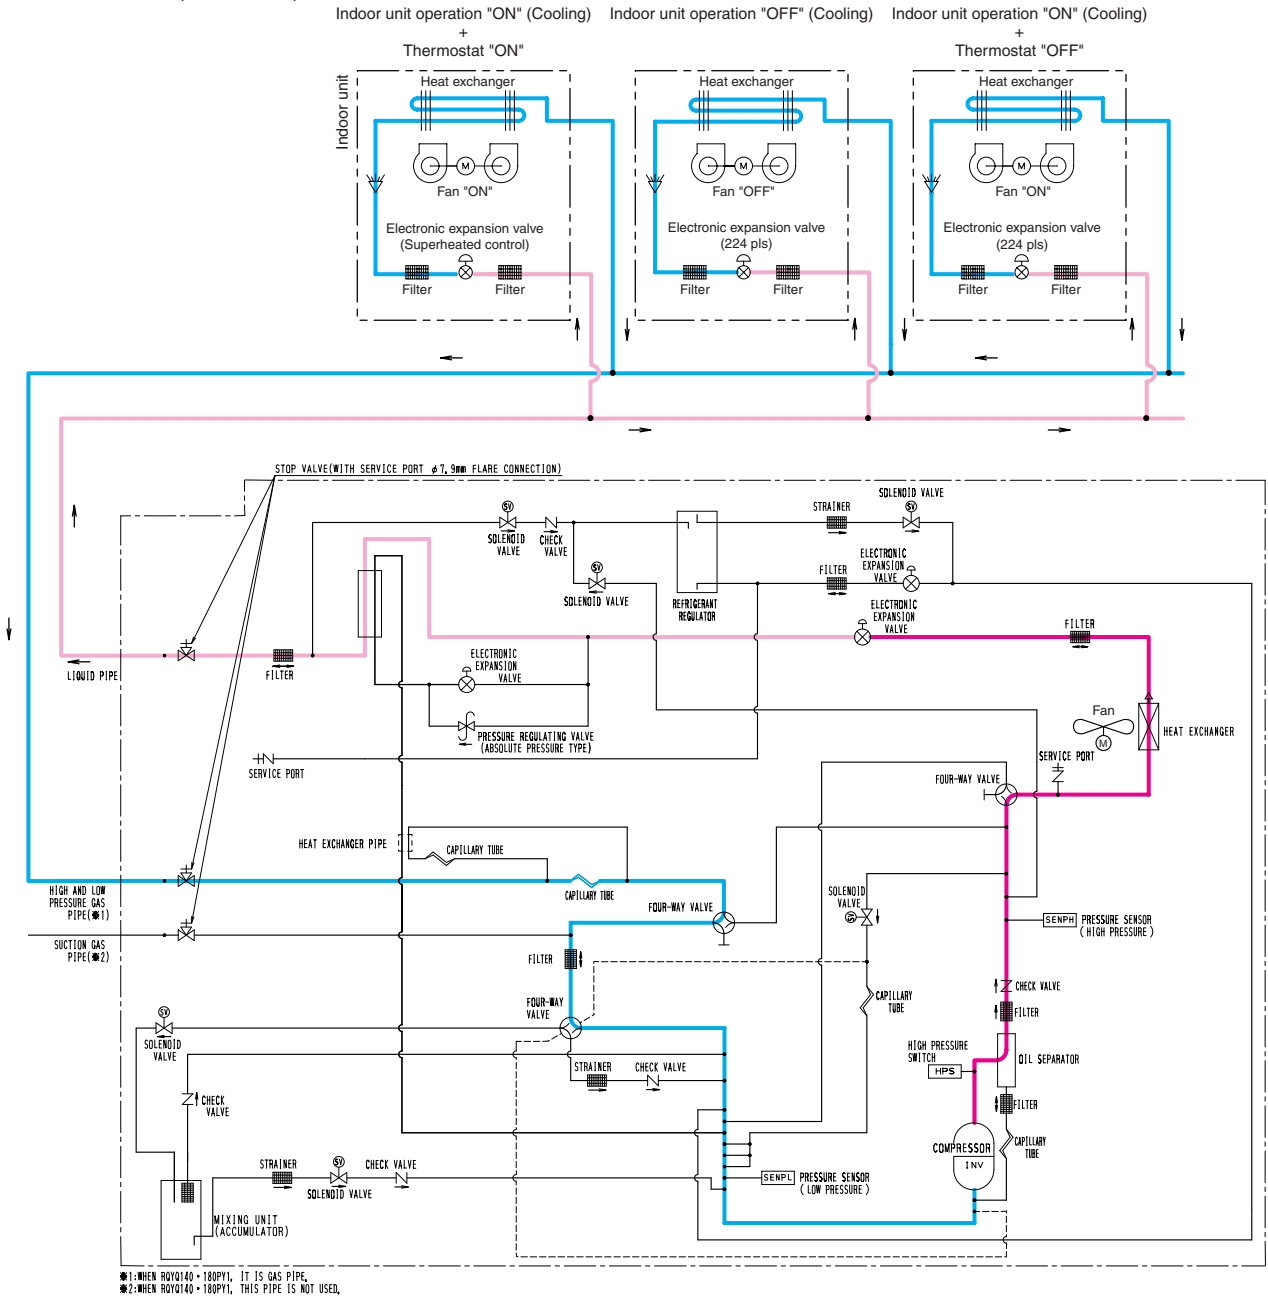 Indoor unit operation "ON" (Cooling)
+
Thermostat "ON"
Indoor unit operation "OFF" (Cooling)
Indoor unit operation "ON" (Cooling)
+
Thermostat "OFF"
Indoor unit
Heat exchanger
M
Fan "ON"
Electronic expansion valve
(Superheated control)
Filter
Filter
Heat exchanger
M
Fan "OFF"
Electronic expansion valve
(224 pls)
Filter
Filter
Heat exchanger
M
Fan "ON"
Electronic expansion valve
(224 pls)
Filter
Filter
STOP VALVE(WITH SERVICE PORT φ7.9mm FLARE CONNECTION)
SV
SOLENOID
VALVE
CHECK
VALVE
SV
SOLENOID VALVE
REFRIGERANT
REGULATOR
STRAINER
SOLENOID VALVE
SV
FILTER
ELECTRONIC
EXPANSION
VALVE
ELECTRONIC
EXPANSION
VALVE
FILTER
LIQUID PIPE
FILTER
ELECTRONIC
EXPANSION
VALVE
PRESSURE REGULATING VALVE
(ABSOLUTE PRESSURE TYPE)
SERVICE PORT
Fan
M
HEAT EXCHANGER
SERVICE PORT
FOUR-WAY VALVE
HEAT EXCHANGER PIPE
CAPILLARY TUBE
CAPILLARY TUBE
HIGH AND LOW
PRESSURE GAS
PIPE(※1)
SUCTION GAS
PIPE(※2)
FOUR-WAY VALVE
SOLENOID
VALVE
SV
SENPH
PRESSURE SENSOR
(HIGH PRESSURE)
FILTER
FOUR-WAY
VALVE
CAPILLARY
TUBE
CHECK VALVE
FILTER
SV
SOLENOID
VALVE
HIGH PRESSURE
SWITCH
HPS
OIL SEPARATOR
STRAINER
CHECK VALVE
CHECK
VALVE
FILTER
COMPRESSOR
INV
CAPILLARY
TUBE
STRAINER
SV
SOLENOID VALVE
CHECK VALVE
SENPL
PRESSURE SENSOR
(LOW PRESSURE)
MIXING UNIT
(ACCUMULATOR)
※1:WHEN RQYQ140・180PY1, IT IS GAS PIPE.
※2:WHEN RQYQ140・180PY1, THIS PIPE IS NOT USED.